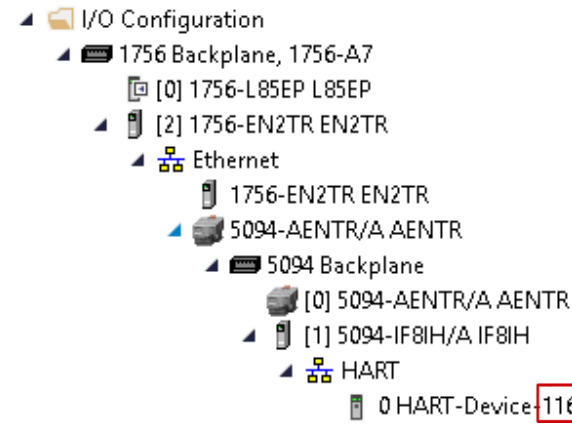 I/O Configuration
1756 Backplane, 1756-A7
[0] 1756-L85EP L85EP
[2] 1756-EN2TR EN2TR
Ethernet
1756-EN2TR EN2TR
5094-AENTR/A AENTR
5094 Backplane
[0] 5094-AENTR/A AENTR
[1] 5094-IF8IH/A IF8IH
HART
0 HART-Device-116